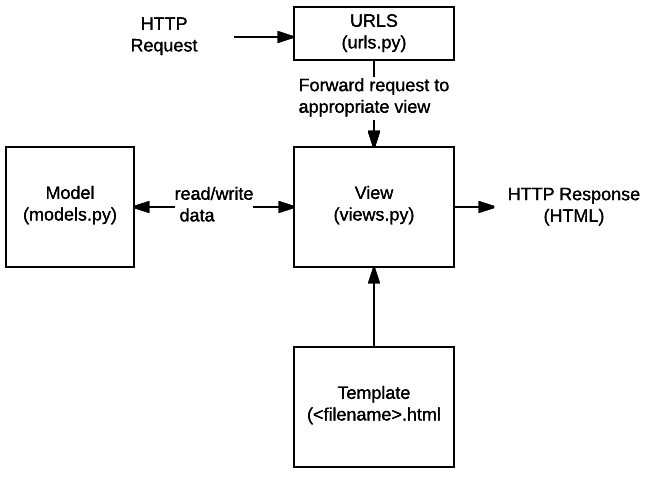 HTTP
Request
URLS
(urls.py)
Forward request to
appropriate view
Model
(models.py)
read/write
data
View
(views.py)
HTTP Response
(HTML)
Template
(<filename>.html